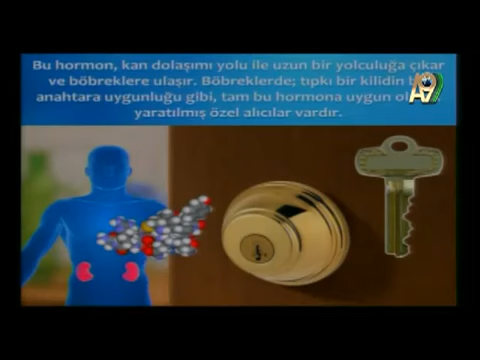 Bu hormon, kan dolaşımı yolu ile uzun bir yolculuğa çıkar
ve böbreklere ulaşır. Böbreklerde; tıpkı bir kilidin
anahtara uygunluğu gibi, tam bu hormona uygun
yaratılmış özel alıcılar vardır.
A9